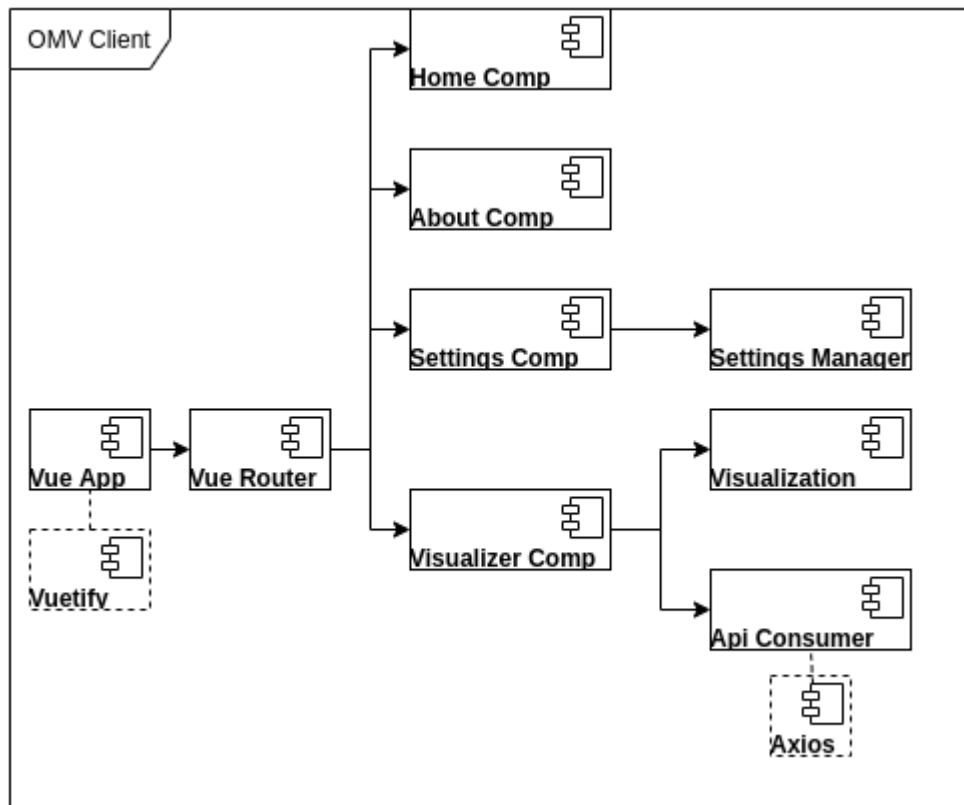 OMV Client
Home Comp
About Comp
Settings Comp
Settings Manager
Vue App
Vue Router
Visualization
Visualizer Comp
Vuetify
Api Consumer
Axios